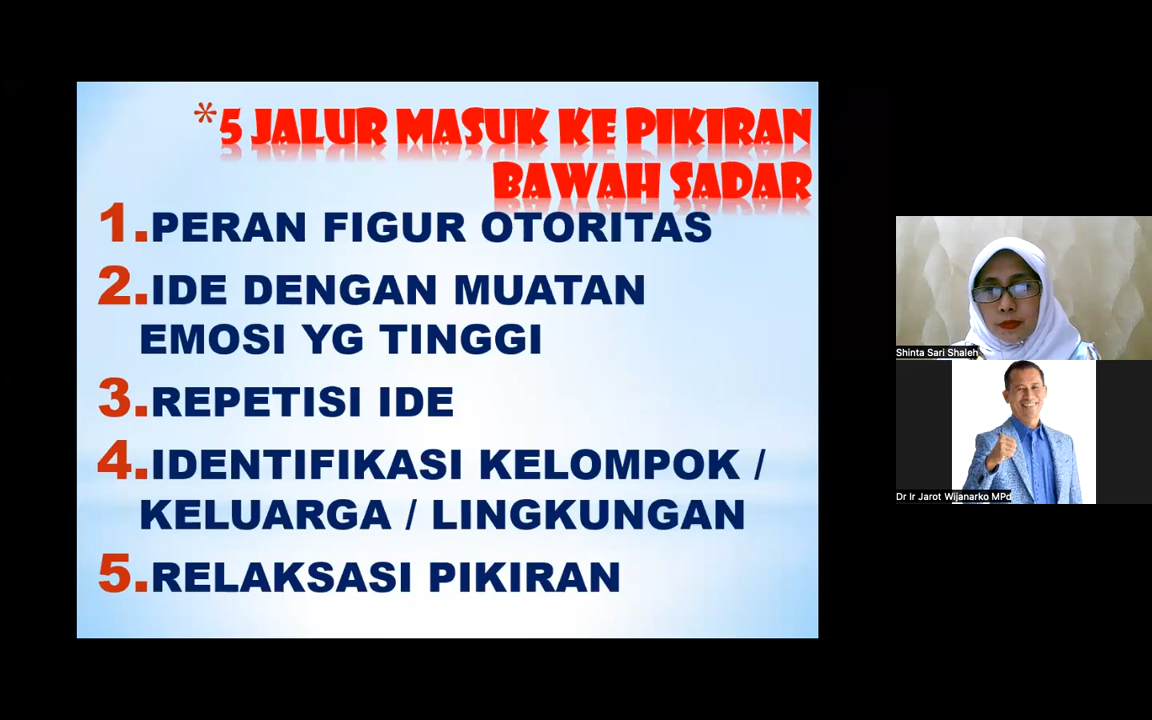 *5 JALUR MASUK KE PIKIRAN
BAWAH SADAR
1.PERAN FIGUR OTORITAS
2.IDE DENGAN MUATAN
EMOSI YG TINGGI
3.REPETISI IDE
4.IDENTIFIKASI KELOMPOK /
KELUARGA / LINGKUNGAN
5.RELAKSASI PIKIRAN
Shinta Sari Shaleh
Dr Ir Jarot Wijanarko MPd